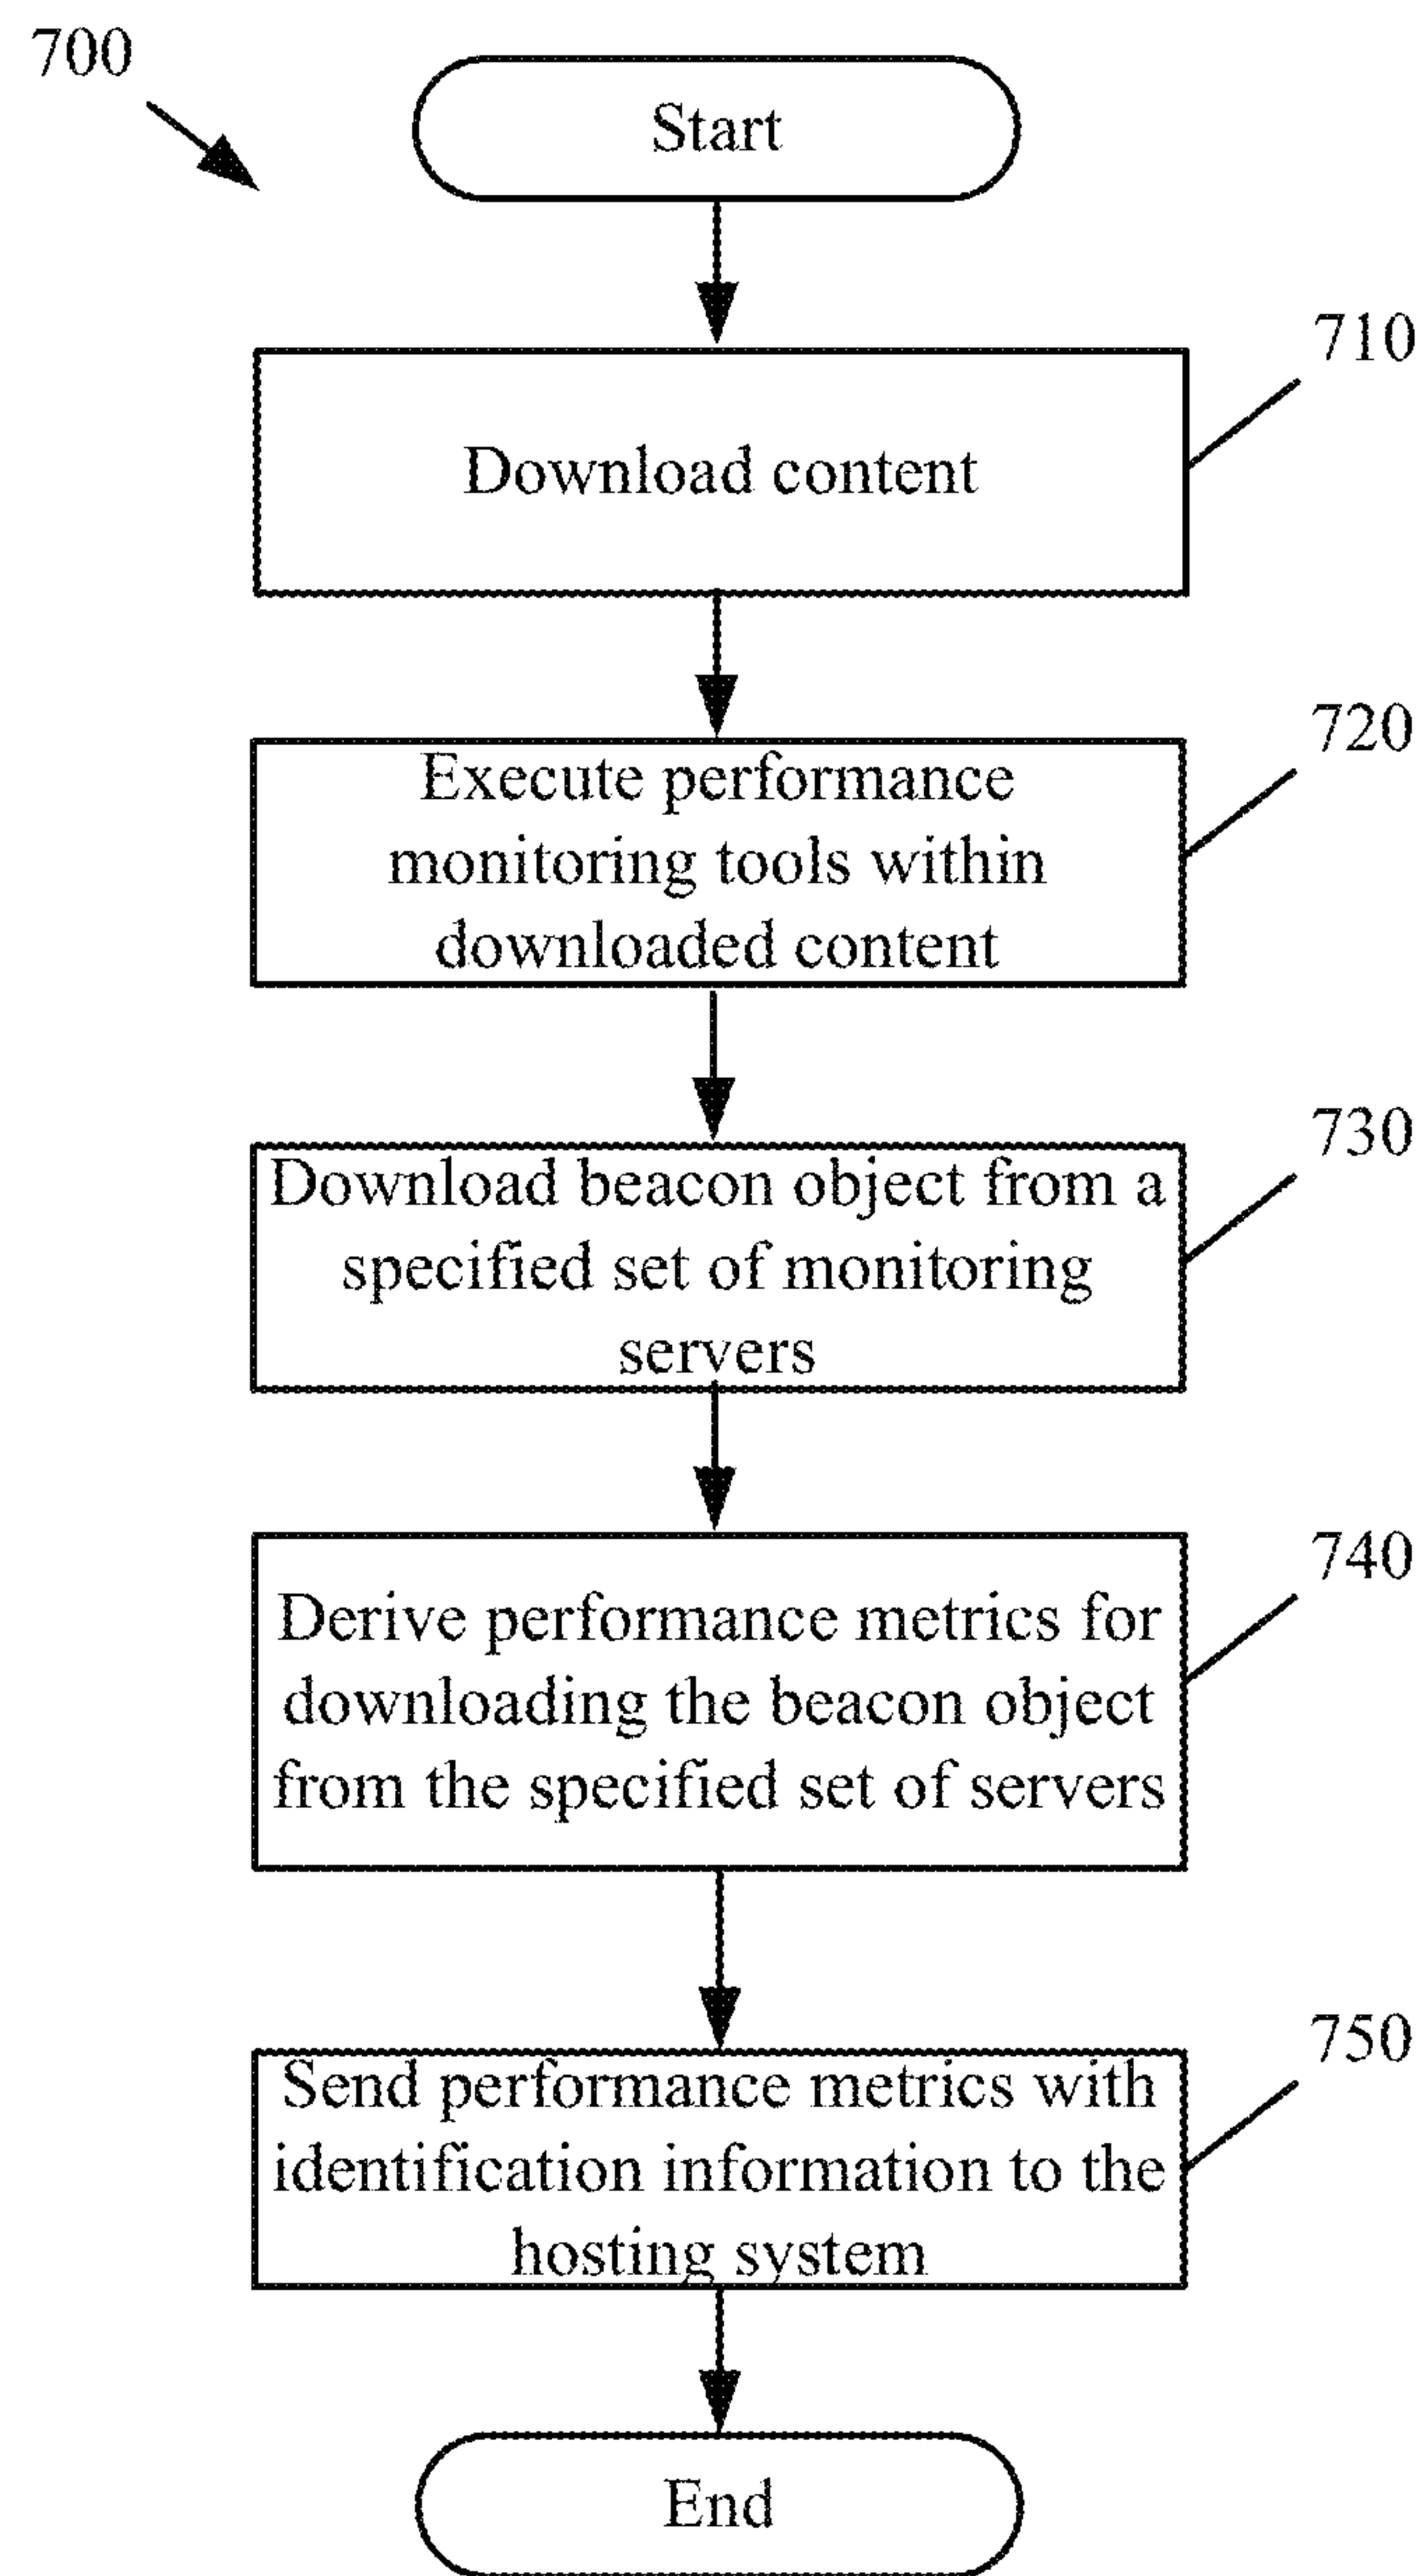 700
Start
710
Download content
720
Execute performance
monitoring tools within
downloaded content
730
Download beacon object from a
specified set of monitoring
servers
740
Derive performance metrics for
downloading the beacon object
from the specified set of servers
750
Send performance metrics with
identification information to the
hosting system
End